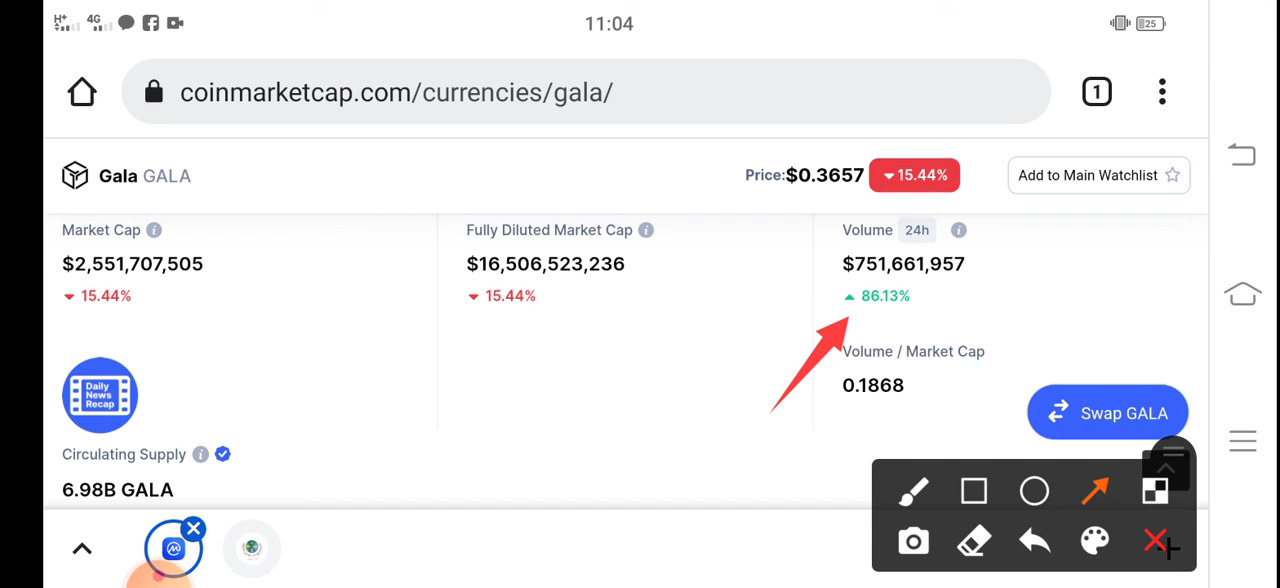 H+ 4G 11:04 25
coinmarketcap.com/currencies/gala/ 1
Gala GALA Price:$0.3657 15.44% Add to Main Watchlist
Market Cap Fully Diluted Market Cap Volume 24h
$2,551,707,505 $16,506,523,236 $751,661,957
15.44% 15.44% 86.13%
Volume / Market Cap
0.1868
Daily
News
Recap
Swap GALA
Circulating Supply
6.98B GALA